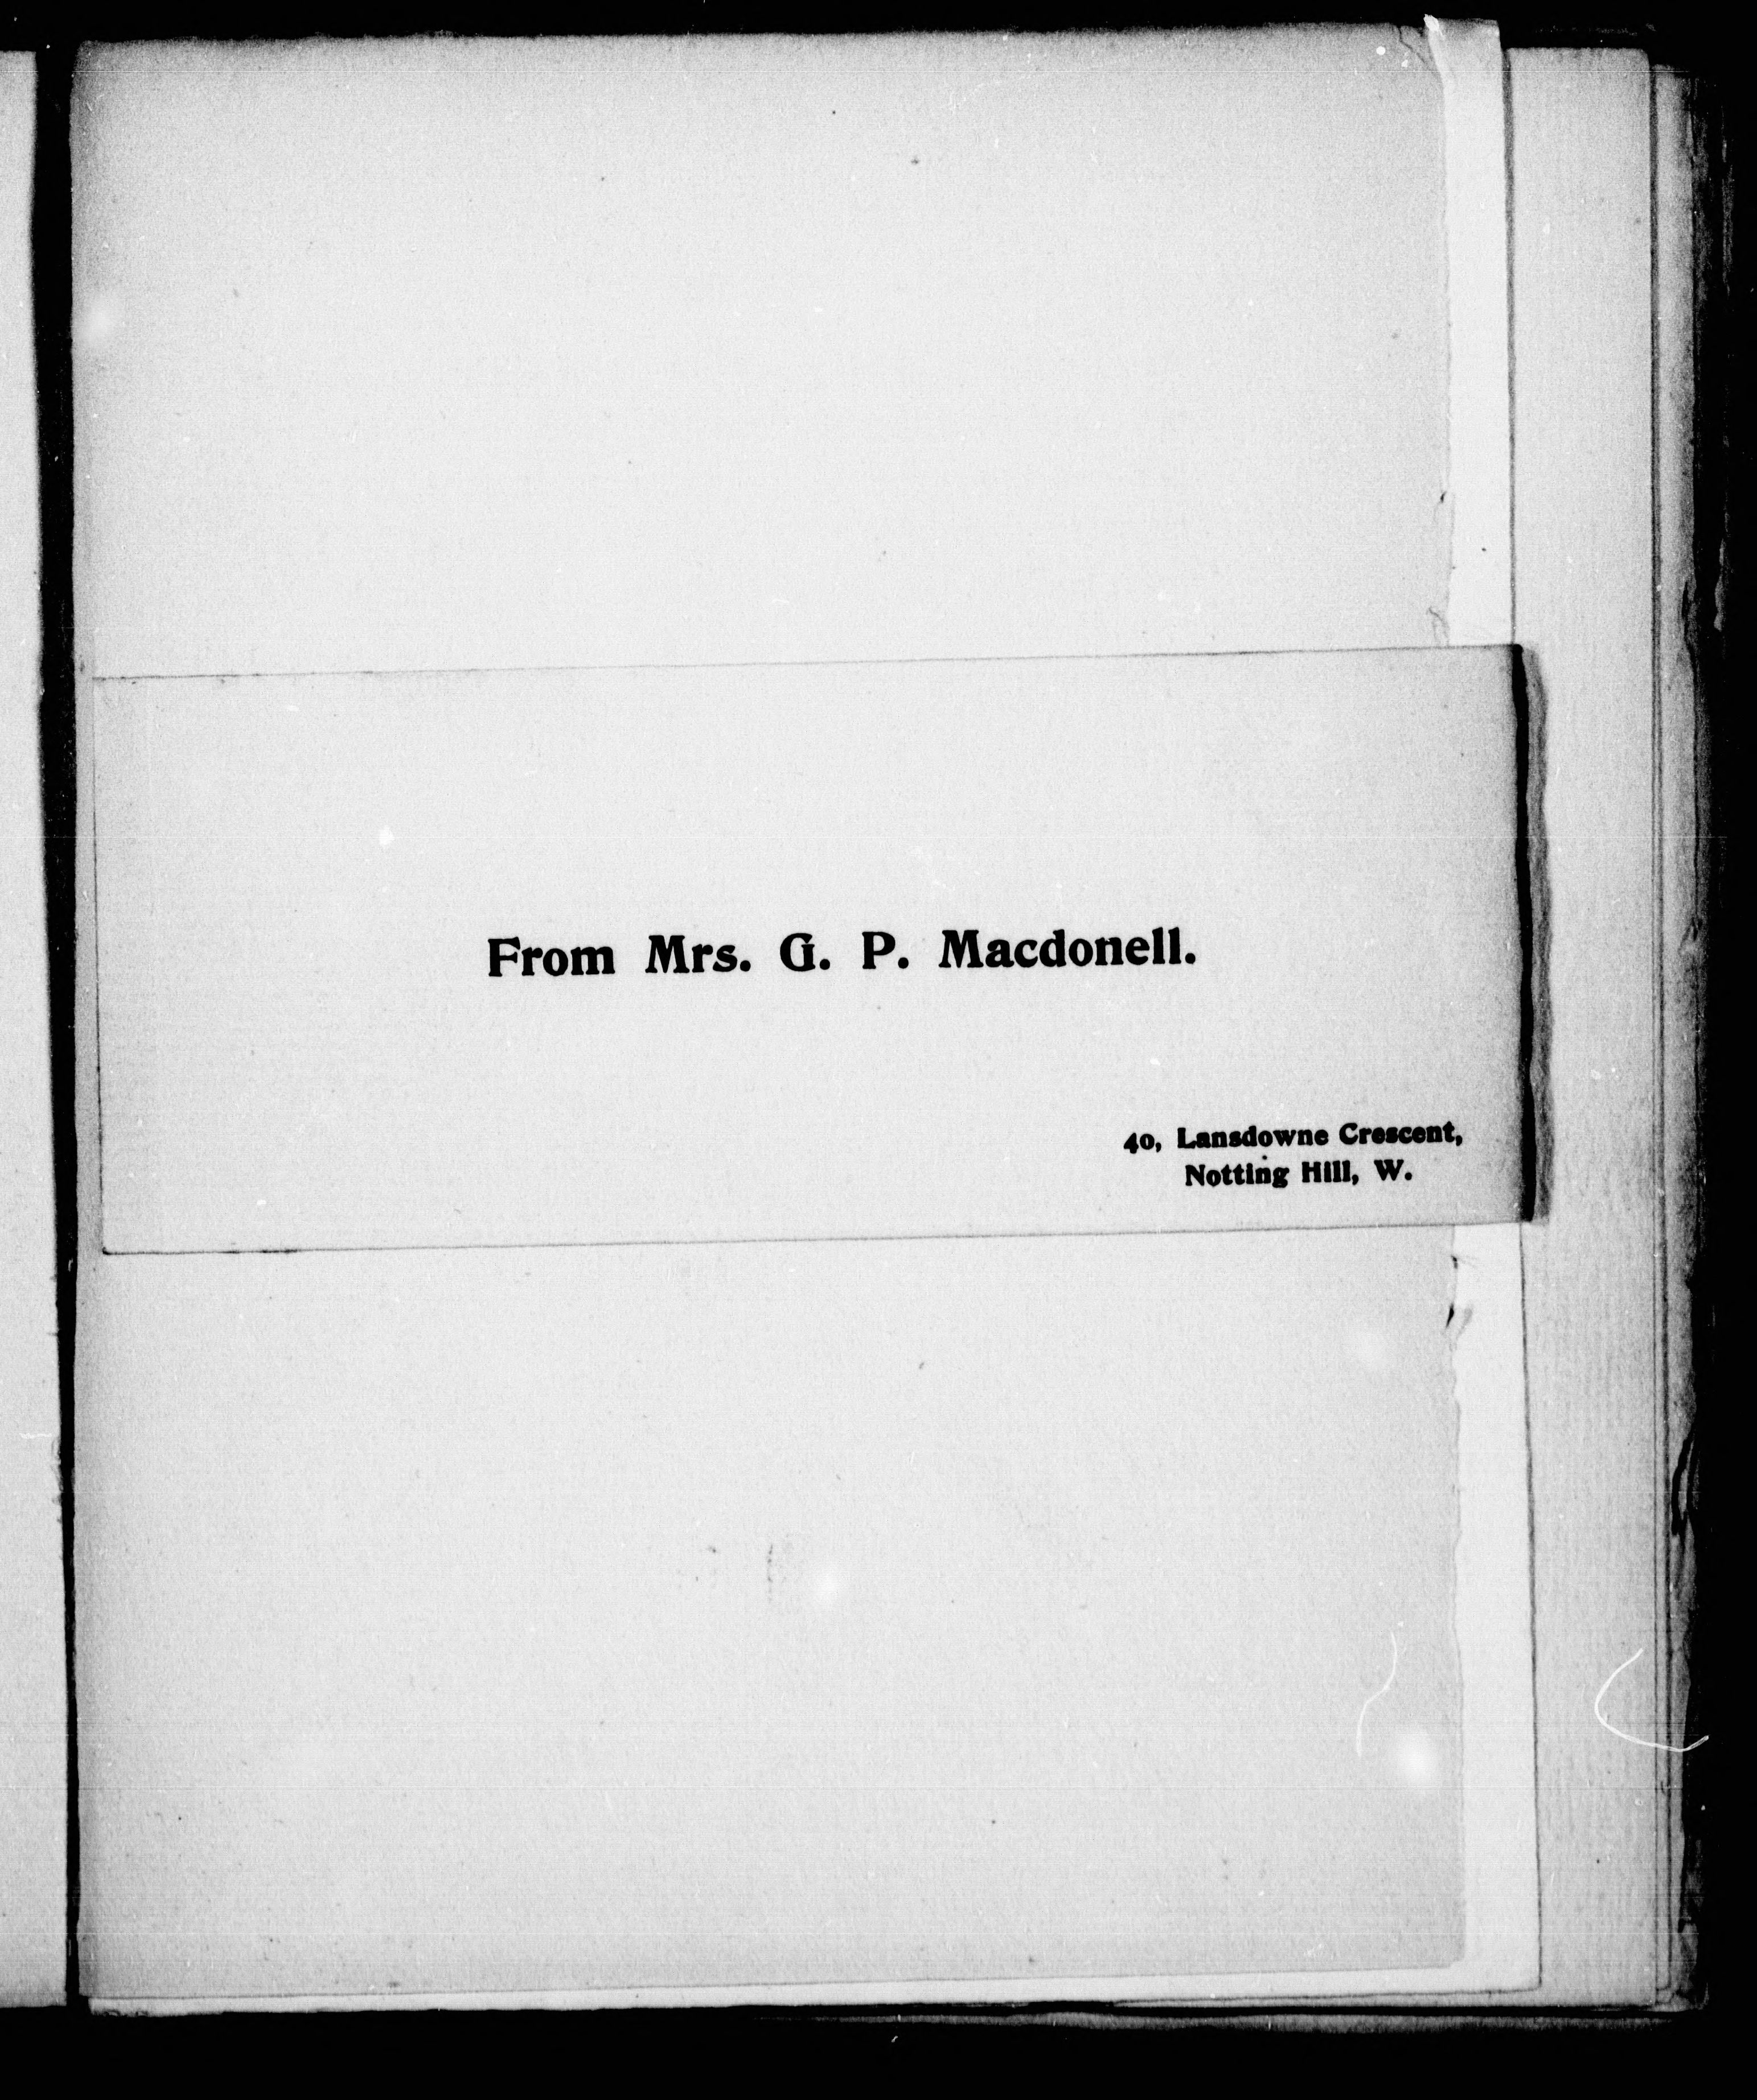 From Mrs. G. P. Macdonell.
40, Lansdowne Crescent,
Notting Hill, W.